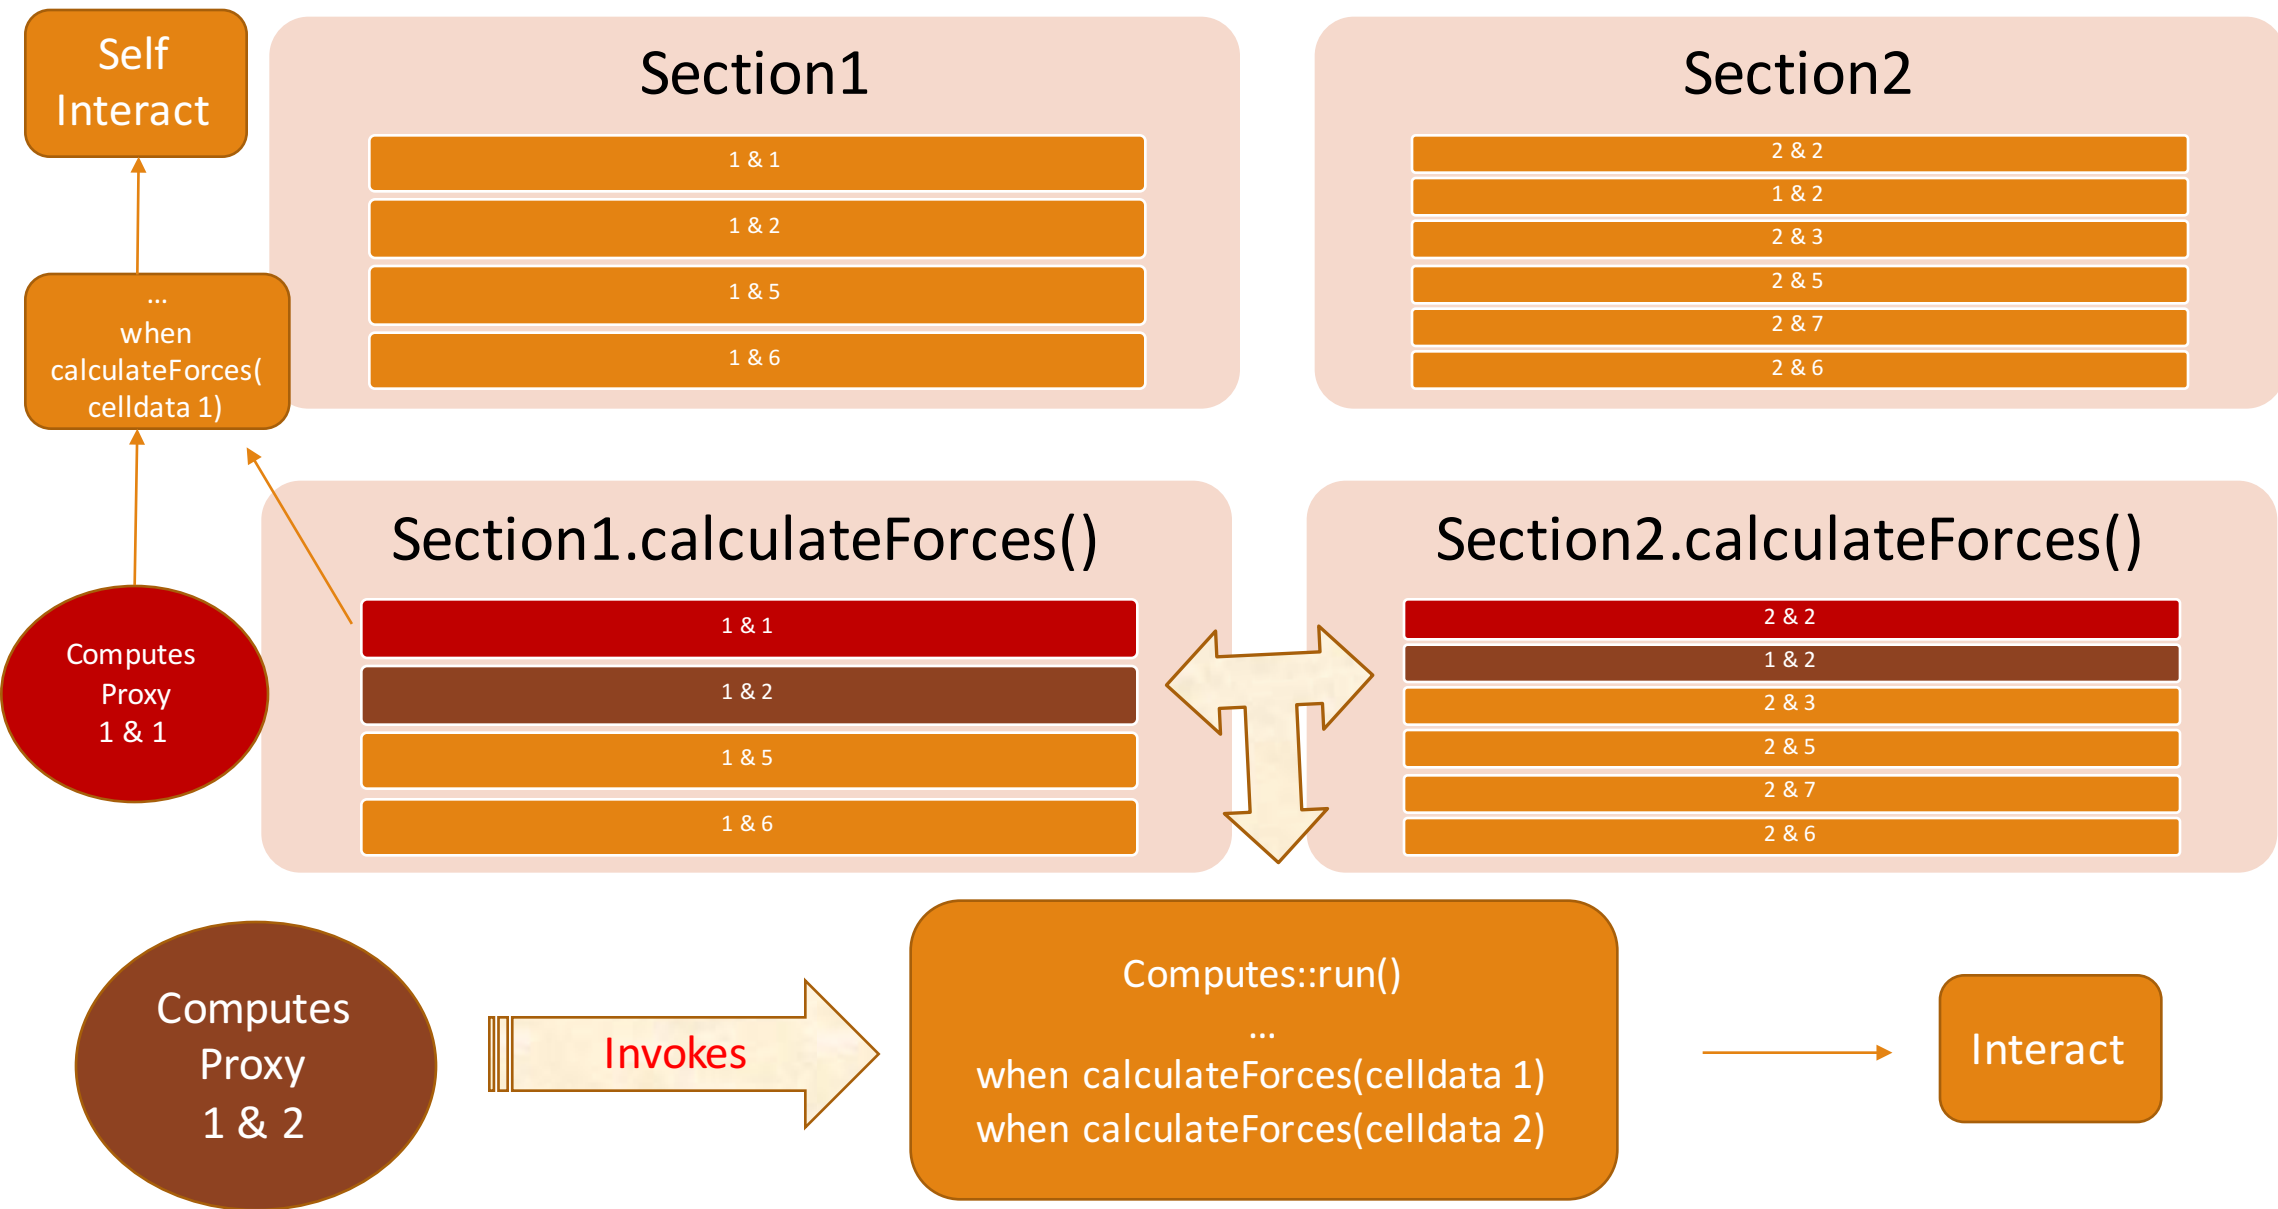 Self
Interact
Section1
1 & 1
1 & 2
1 & 5
1 & 6
Section2
2 & 2
1 & 2
2 & 3
2 & 5
2 & 7
2 & 6
...
when
calculateForces(
celldata 1)
Section1.calculateForces()
1 & 1
1 & 2
1 & 5
1 & 6
Section2.calculateForces()
2 & 2
1 & 2
2 & 3
2 & 5
2 & 7
2 & 6
Computes
Proxy
1 & 1
Computes
Proxy
1 & 2
Invokes
Computes::run()
...
when calculateForces(celldata 1)
when calculateForces(celldata 2)
Interact